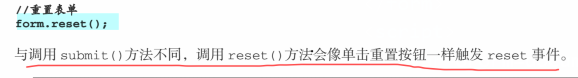 //重置表单
form.reset();
与调用 submit()方法不同，调用 reset()方法会像单击重置按钮一样触发 reset 事件。